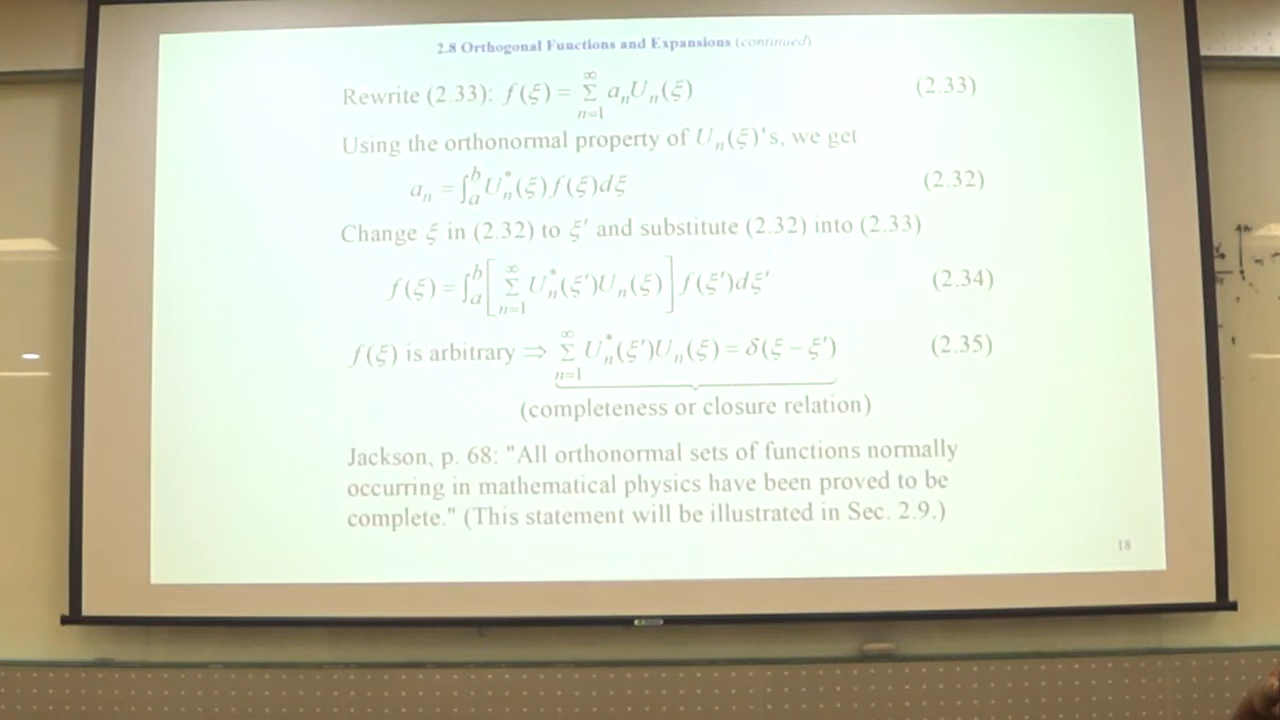 2.8 Orthogonal Functions and Expansions (continued)
Rewrite (2.33): f(ξ) = ∑_{n=1}^{∞} a_n U_n(ξ) (2.33)
Using the orthonormal property of U_n(ξ)'s, we get
a_n = ∫_a^b U_n^*(ξ) f(ξ)dξ (2.32)
Change ξ in (2.32) to ξ′ and substitute (2.32) into (2.33)
f(ξ) = ∫_a^b [ ∑_{n=1}^{∞} U_n^*(ξ′)U_n(ξ) ] f(ξ′)dξ′ (2.34)
f(ξ) is arbitrary ⇒ ∑_{n=1}^{∞} U_n^*(ξ′)U_n(ξ) = δ(ξ − ξ′) (2.35)
(completeness or closure relation)
Jackson, p. 68: "All orthonormal sets of functions normally
occurring in mathematical physics have been proved to be
complete." (This statement will be illustrated in Sec. 2.9.)
18